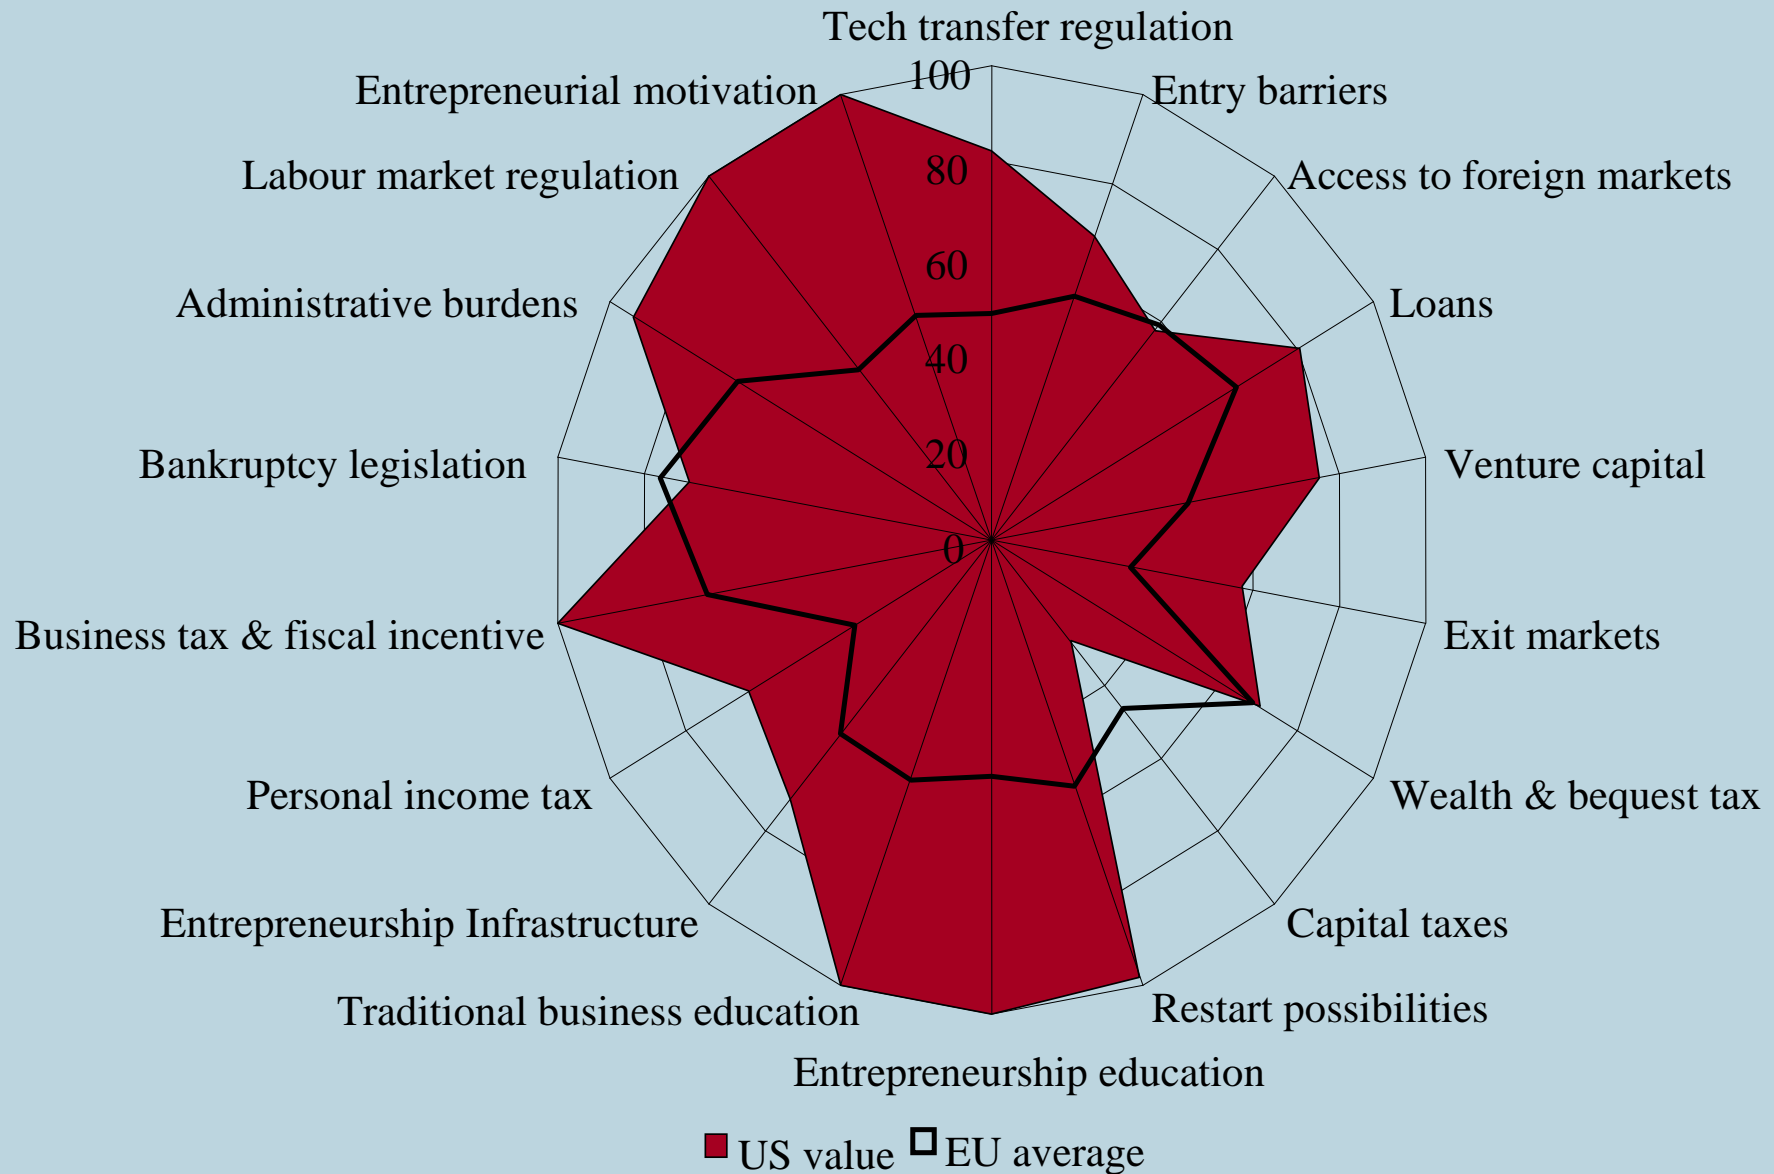 Tech transfer regulation
100
Entrepreneurial motivation
Entry barriers
Labour market regulation
80
Access to foreign markets
60
Administrative burdens
Loans
40
Bankruptcy legislation
20
Venture capital
0
Business tax & fiscal incentive
Exit markets
Personal income tax
Wealth & bequest tax
Entrepreneurship Infrastructure
Capital taxes
Traditional business education
Restart possibilities
Entrepreneurship education
US value
EU average